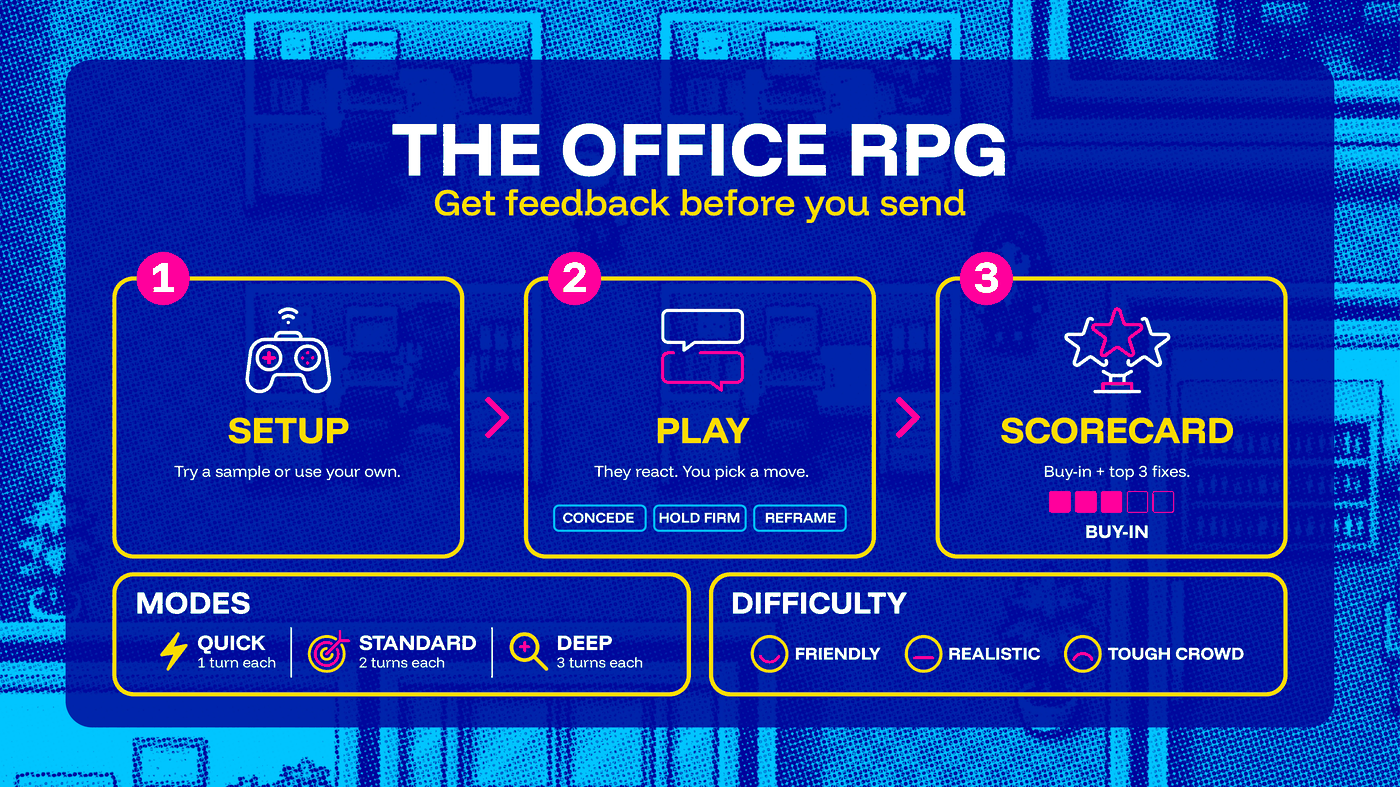 THE OFFICE RPG
Get feedback before you send
1
SETUP
Try a sample or use your own.
2
PLAY
They react. You pick a move.
CONCEDE
HOLD FIRM
REFRAME
3
SCORECARD
Buy-in + top 3 fixes.
BUY-IN
MODES
QUICK
1 turn each
STANDARD
2 turns each
DEEP
3 turns each
DIFFICULTY
FRIENDLY
REALISTIC
TOUGH CROWD